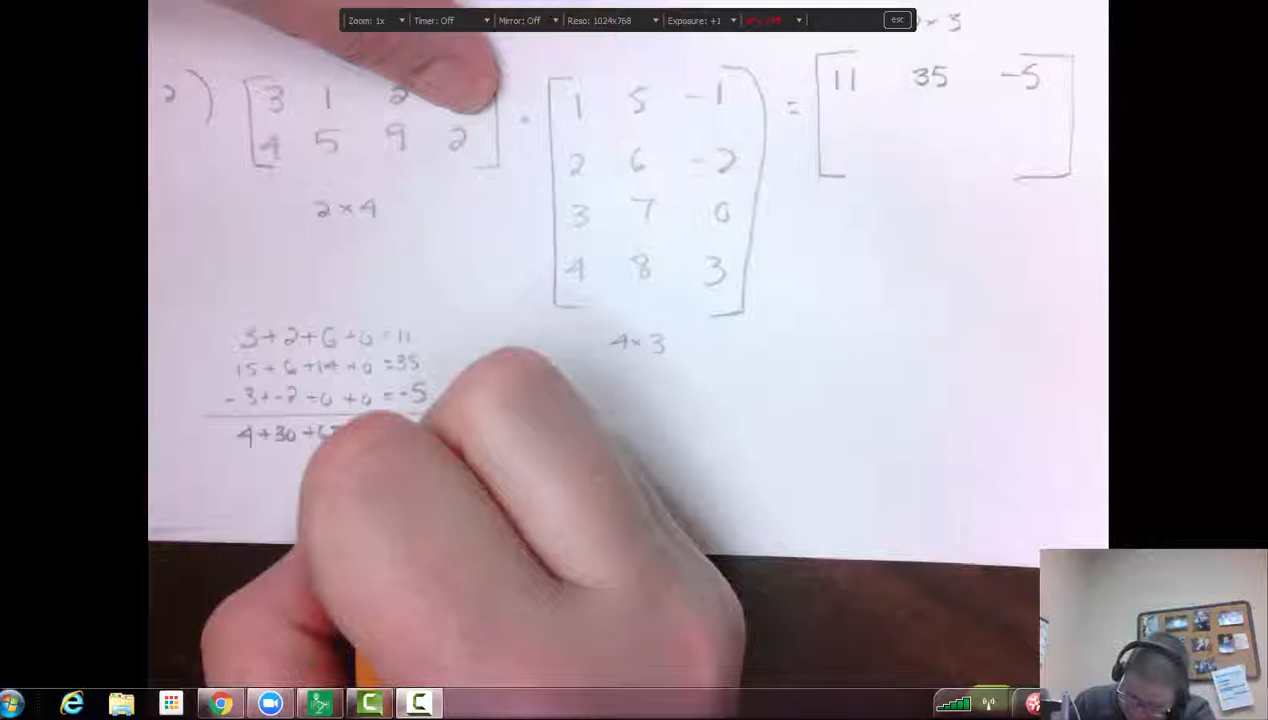 Zoom: 1x Timer: Off Mirror: Off Reso: 1024x768 Exposure: +1 esc
× 3
2) [3 1 2
4 5 9 2] · [1 5 -1
2 6 -2
3 7 0
4 8 3] = [11 35 -5]
2 × 4
4 × 3
3+2+6+0=11
15+6+14+0=35
-3+-2+0+0=-5
4+30+